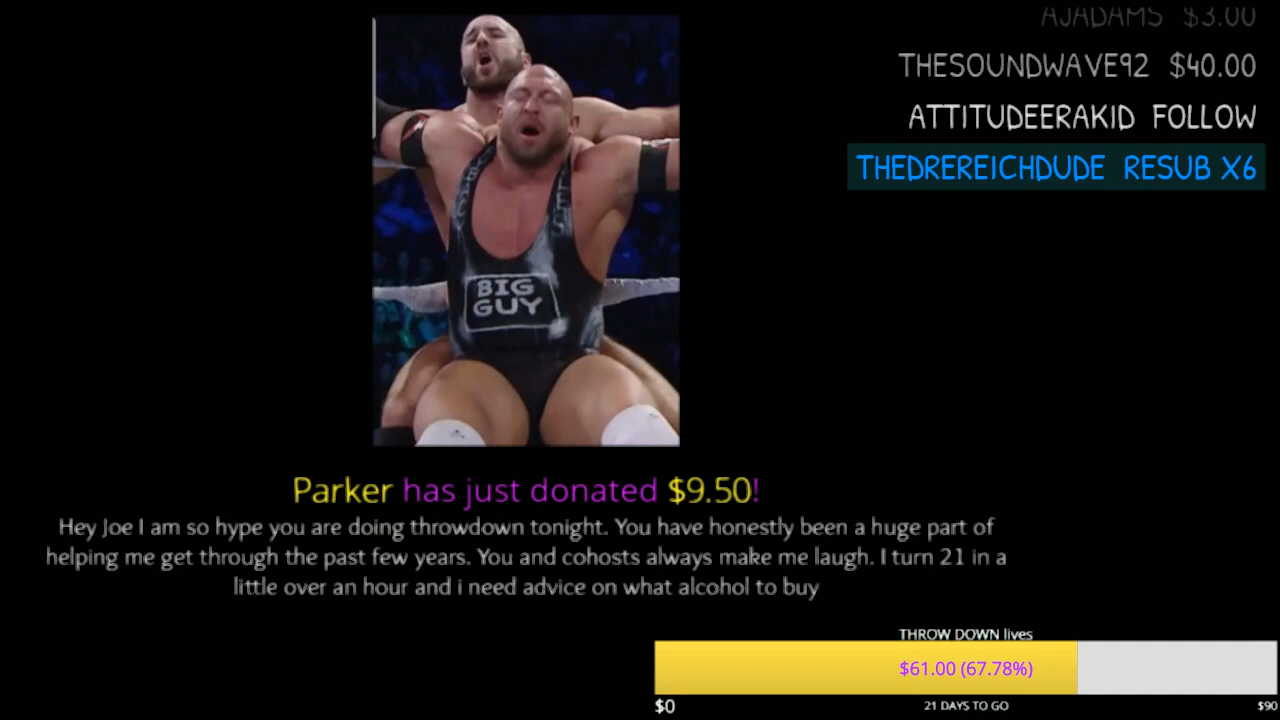 AJADAMS $3.00
THESOUNDWAVE92 $40.00
ATTITUDEERAKID FOLLOW
THEDREREICHDUDE RESUB X6
BIG
GUY
Parker has just donated $9.50!
Hey Joe I am so hype you are doing throwdown tonight. You have honestly been a huge part of
helping me get through the past few years. You and cohosts always make me laugh. I turn 21 in a
little over an hour and i need advice on what alcohol to buy
THROW DOWN lives
$61.00 (67.78%)
$0
21 DAYS TO GO
$90